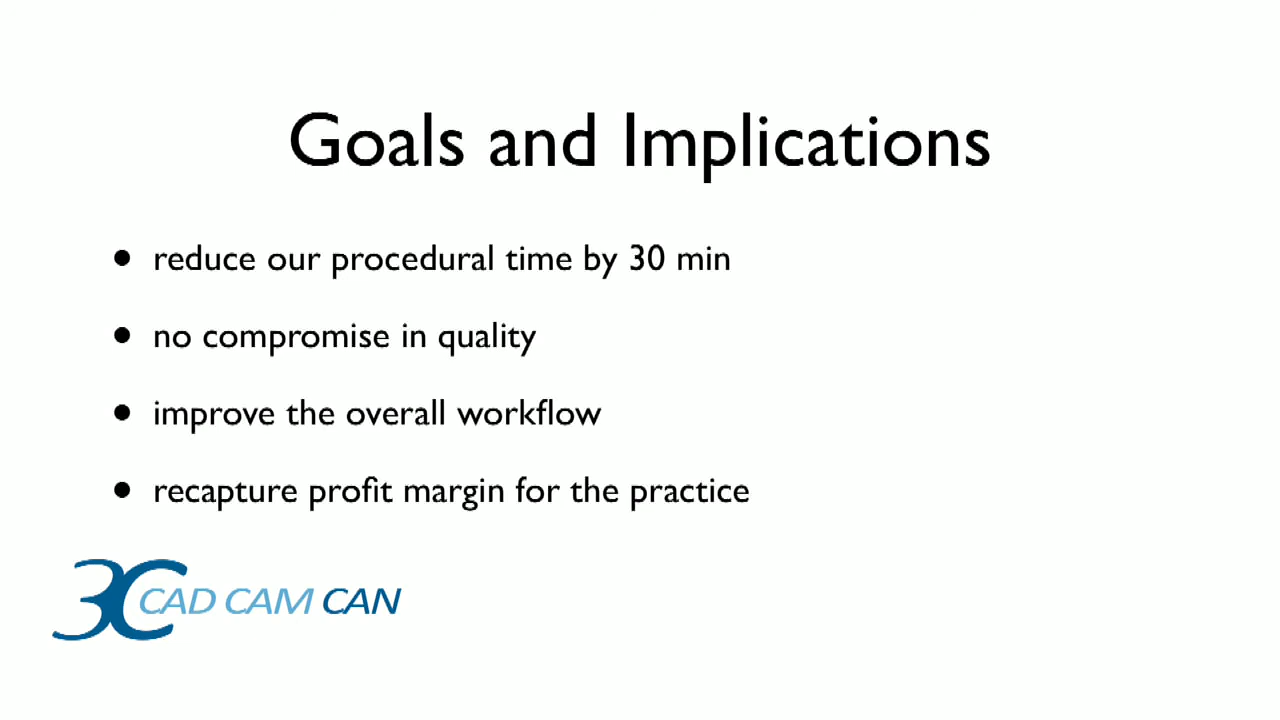 Goals and Implications
• reduce our procedural time by 30 min
• no compromise in quality
• improve the overall workflow
• recapture profit margin for the practice
3C CAD CAM CAN